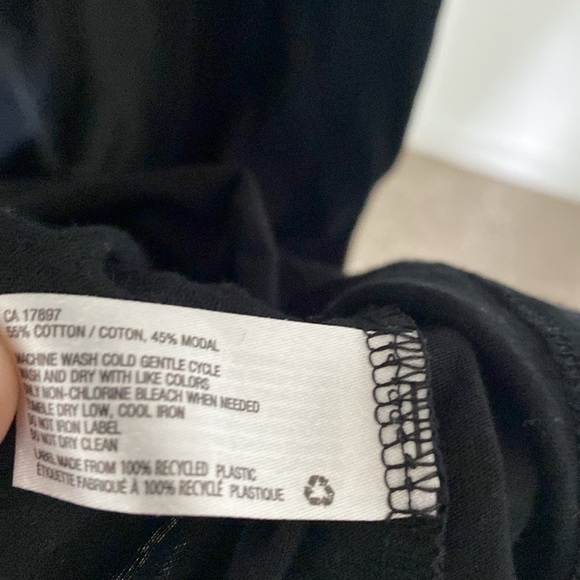 CA 17897
55% COTTON / COTON, 45% MODAL
MACHINE WASH COLD GENTLE CYCLE
WASH AND DRY WITH LIKE COLORS
ONLY NON-CHLORINE BLEACH WHEN NEEDED
TUMBLE DRY LOW, COOL IRON
DO NOT IRON LABEL
DO NOT DRY CLEAN
LABEL MADE FROM 100% RECYCLED PLASTIC
ÉTIQUETTE FABRIQUÉ À 100% RECYCLÉ PLASTIQUE